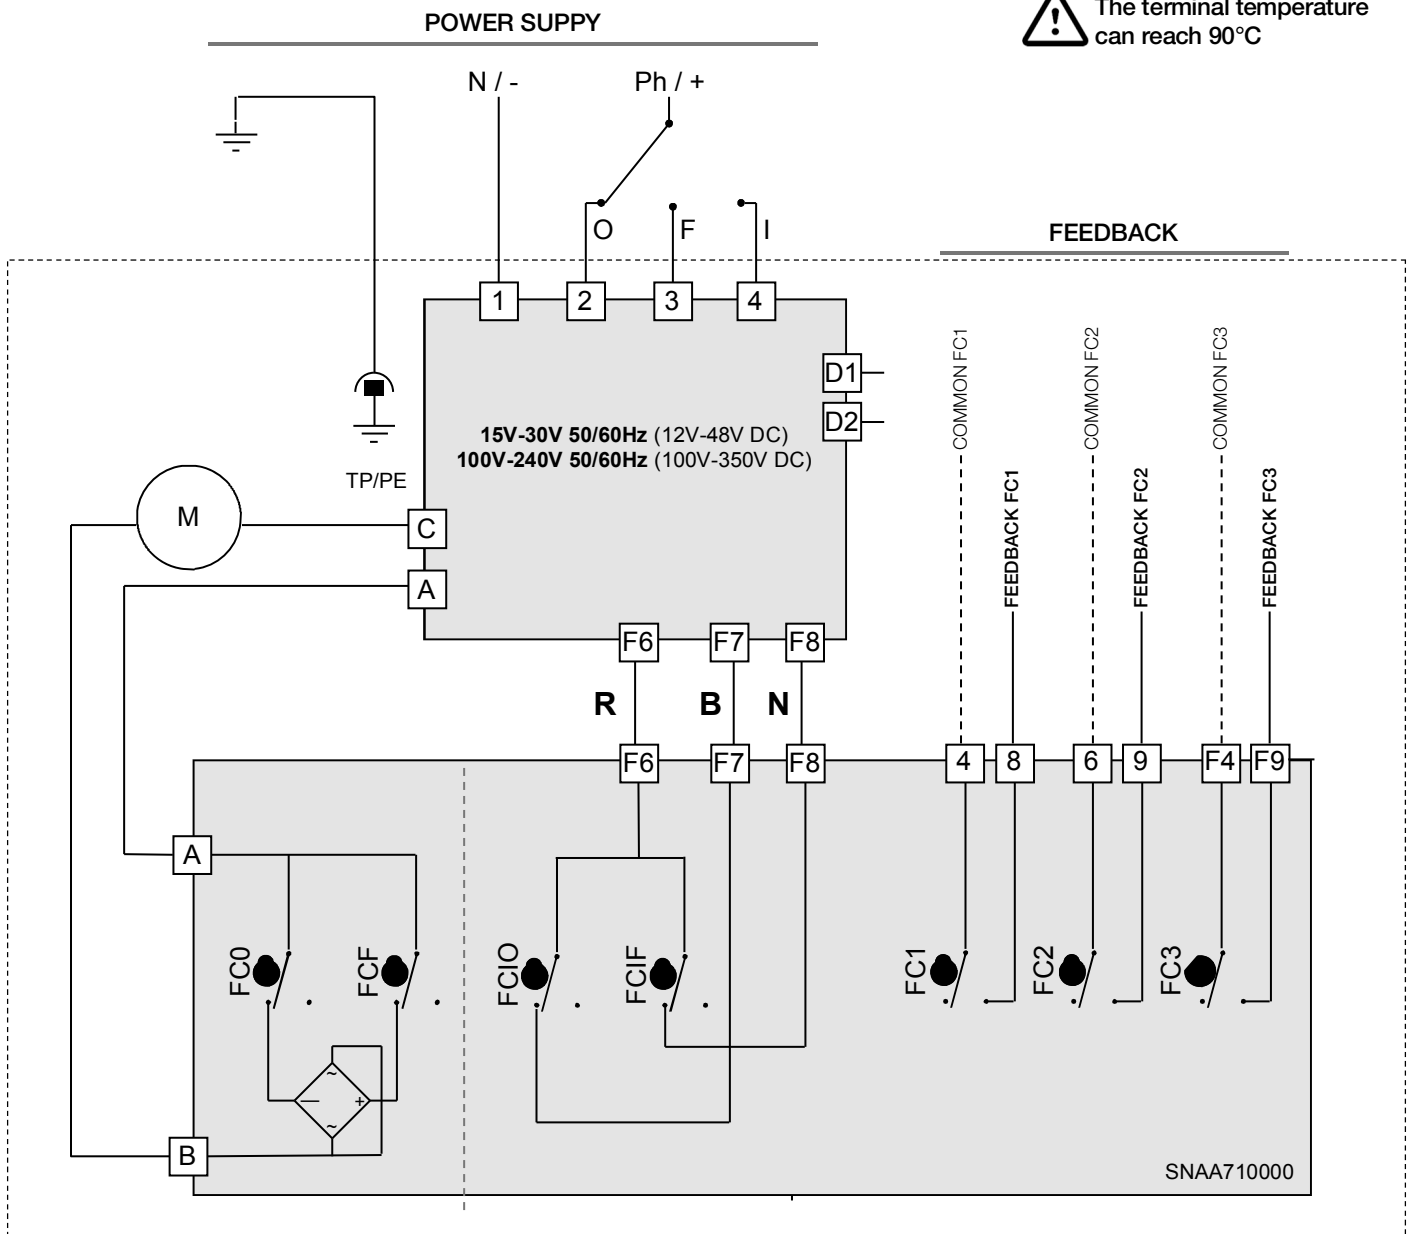 POWER SUPPY
The terminal temperature
can reach 90°C
N / -
Ph / +
O
F
I
FEEDBACK
1
2
3
4
D1
D2
15V-30V 50/60Hz (12V-48V DC)
100V-240V 50/60Hz (100V-350V DC)
TP/PE
M
C
A
COMMON FC1
FEEDBACK FC1
COMMON FC2
FEEDBACK FC2
COMMON FC3
FEEDBACK FC3
F6
F7
F8
R
B
N
F6
F7
F8
4
8
6
9
F4
F9
A
FC0
FCF
FCIO
FCIF
FC1
FC2
FC3
~
—
+
~
B
SNAA710000